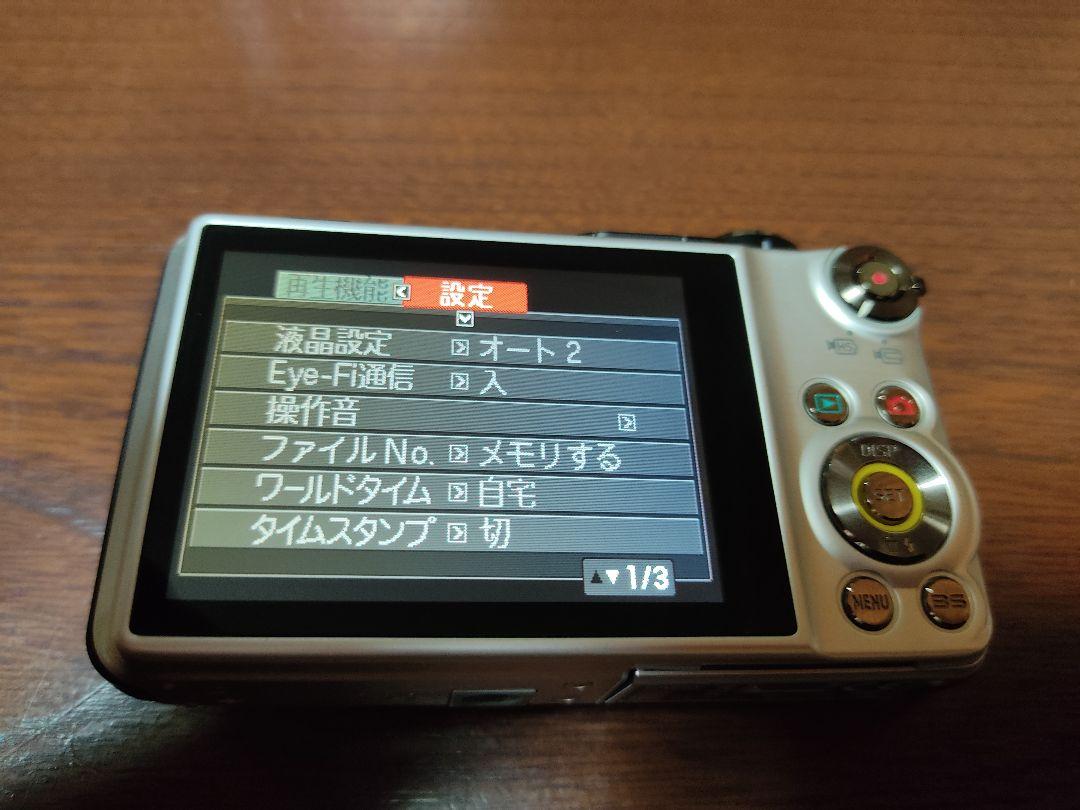 再生機能 設定
液晶設定 オート 2
Eye-Fi通信 入
操作音
ファイル No. メモリする
ワールドタイム 自宅
タイムスタンプ 切
▲▼1/3
HS
DISP
SET
MENU
BS